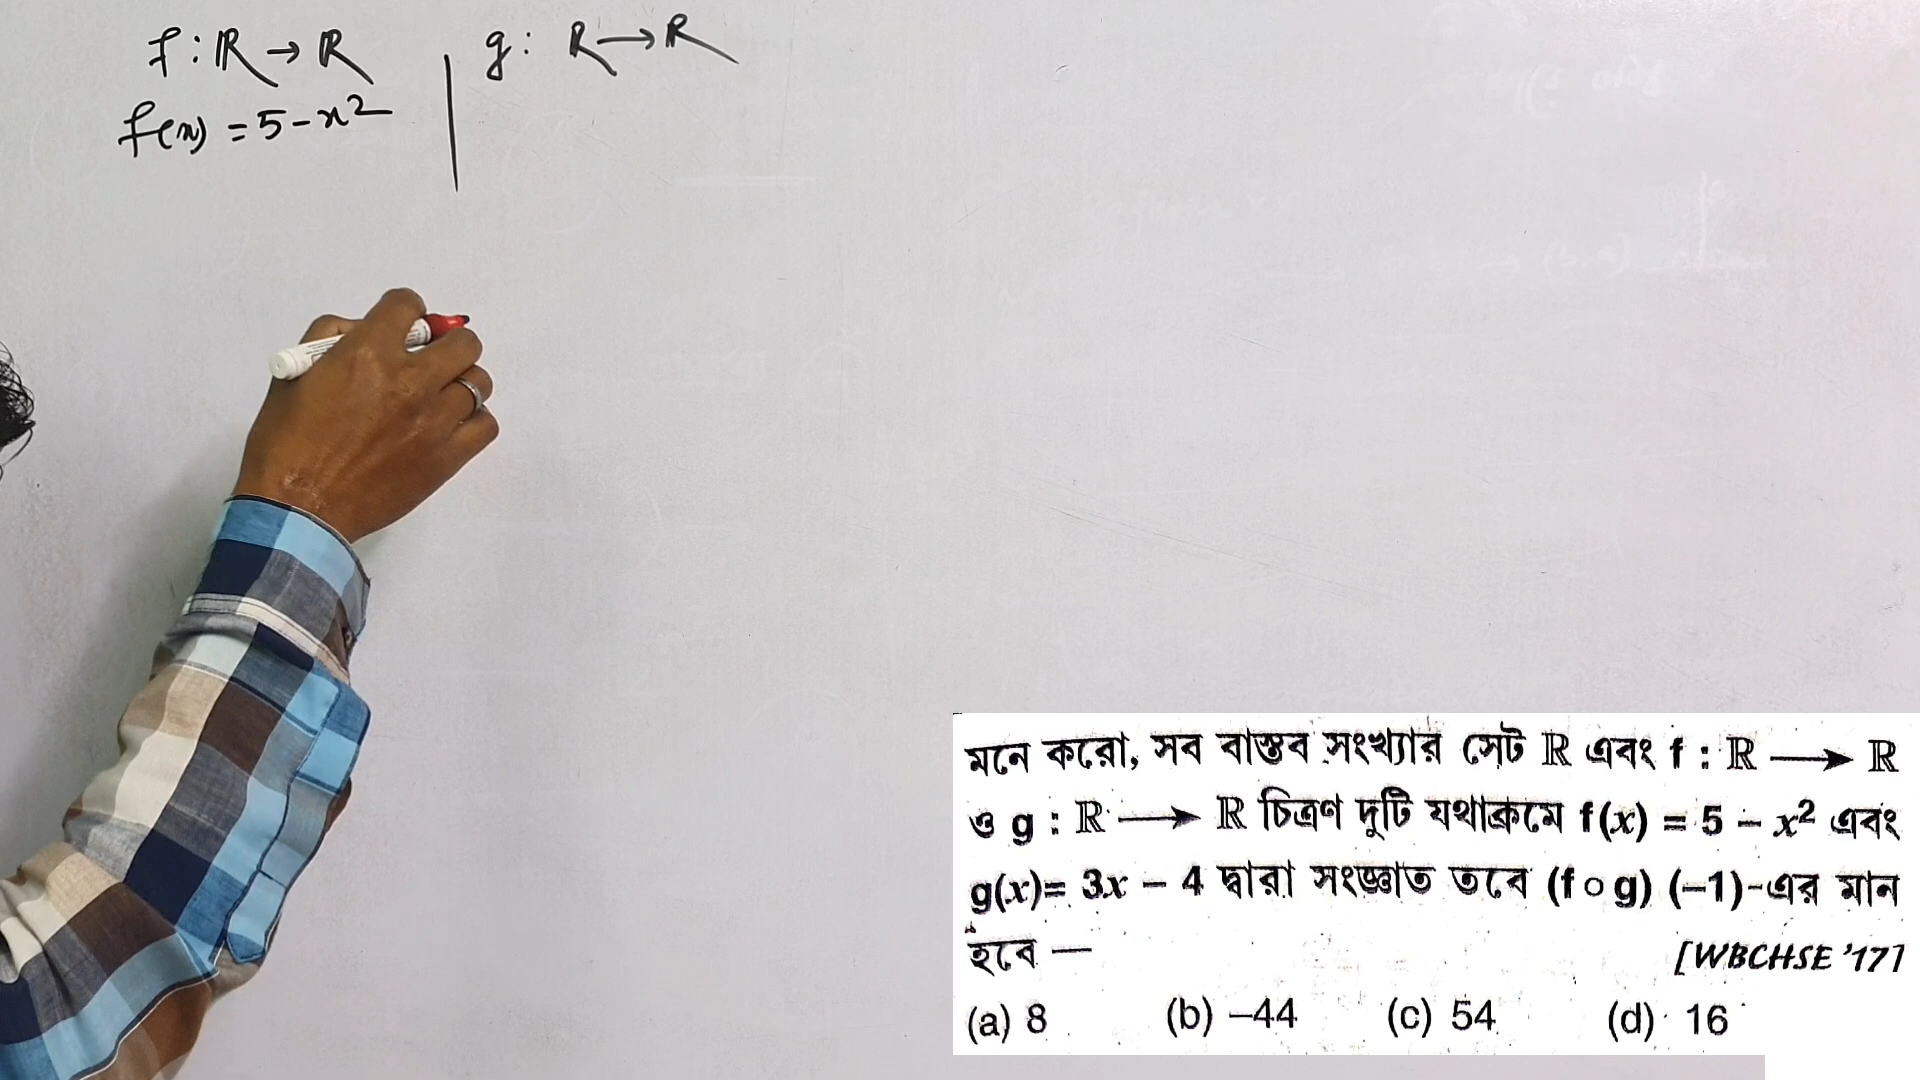 f : R → R
f(x) = 5 - x²
g : R → R
মনে করো, সব বাস্তব সংখ্যার সেট ℝ এবং f : ℝ ⟶ ℝ
ও g : ℝ ⟶ ℝ চিত্রণ দুটি যথাক্রমে f(x) = 5 – x² এবং
g(x)= 3x – 4 দ্বারা সংজ্ঞাত তবে (f ∘ g) (–1)-এর মান
হবে — [WBCHSE '17]
(a) 8 (b) –44 (c) 54 (d) 16